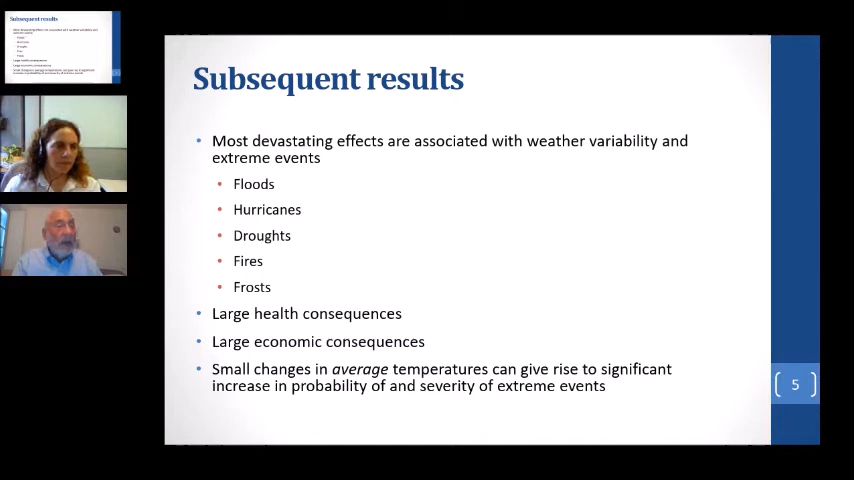 Subsequent results
Most devastating effects are associated with weather variability and
extreme events
Floods
Hurricanes
Droughts
Fires
Frosts
Large health consequences
Large economic consequences
Small changes in average temperatures can give rise to significant
increase in probability of and severity of extreme events
5
Subsequent results